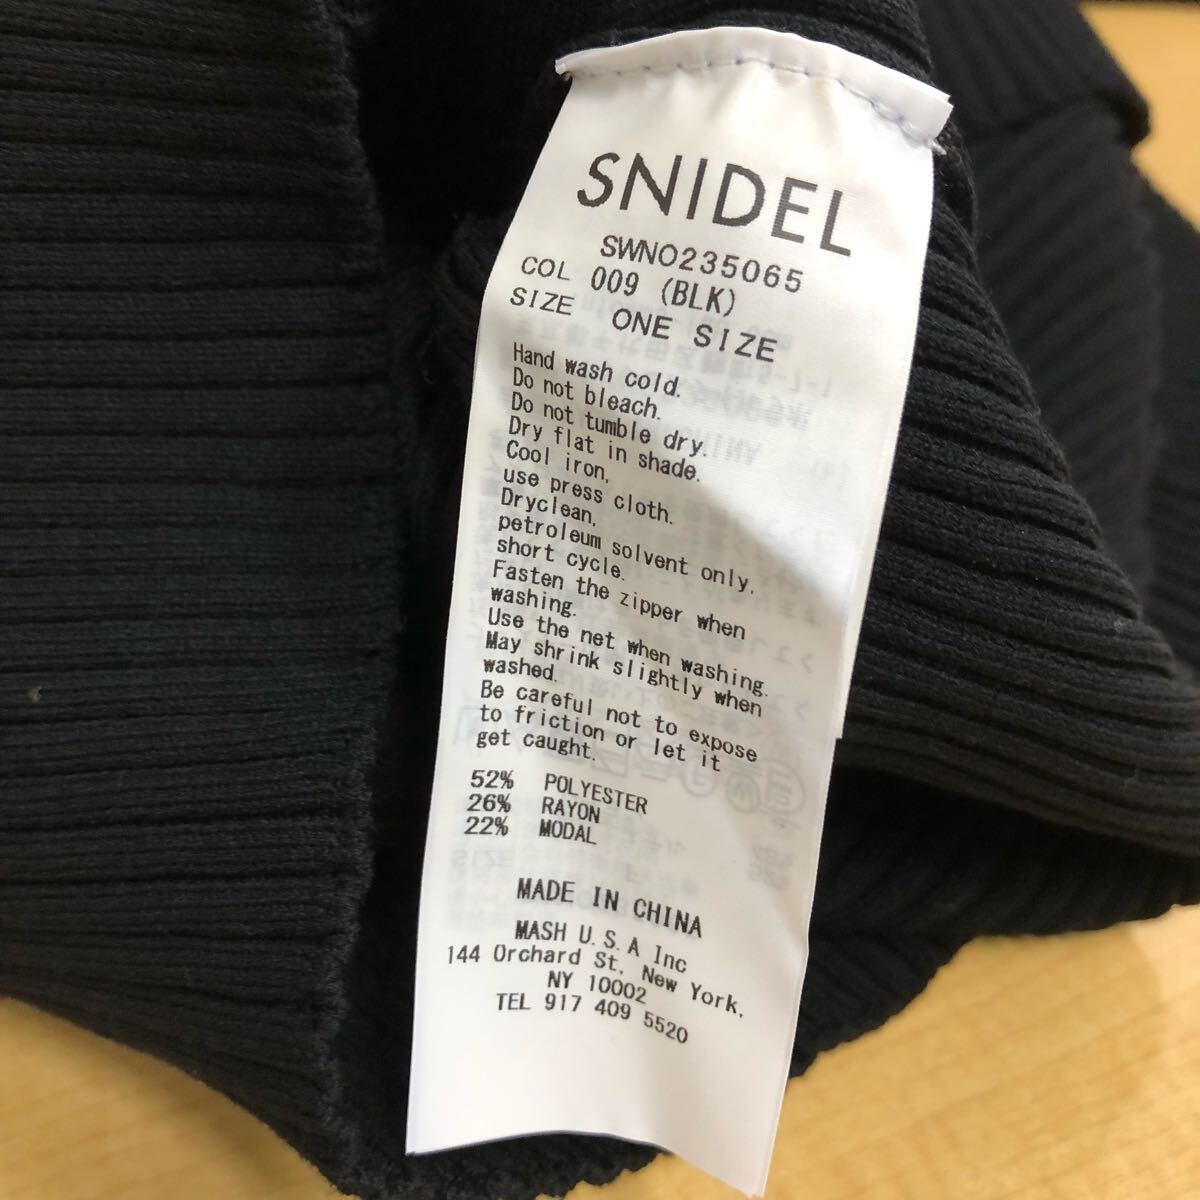 SNIDEL
SWNO235065
COL 009 (BLK)
SIZE ONE SIZE
Hand wash cold.
Do not bleach.
Do not tumble dry.
Dry flat in shade.
Cool iron,
use press cloth.
Dryclean,
petroleum solvent only,
short cycle.
Fasten the zipper when
washing.
Use the net when washing.
May shrink slightly when
washed.
Be careful not to expose
to friction or let it
get caught.
52% POLYESTER
26% RAYON
22% MODAL
MADE IN CHINA
MASH U.S.A Inc
144 Orchard St. New York,
NY 10002
TEL 917 409 5520